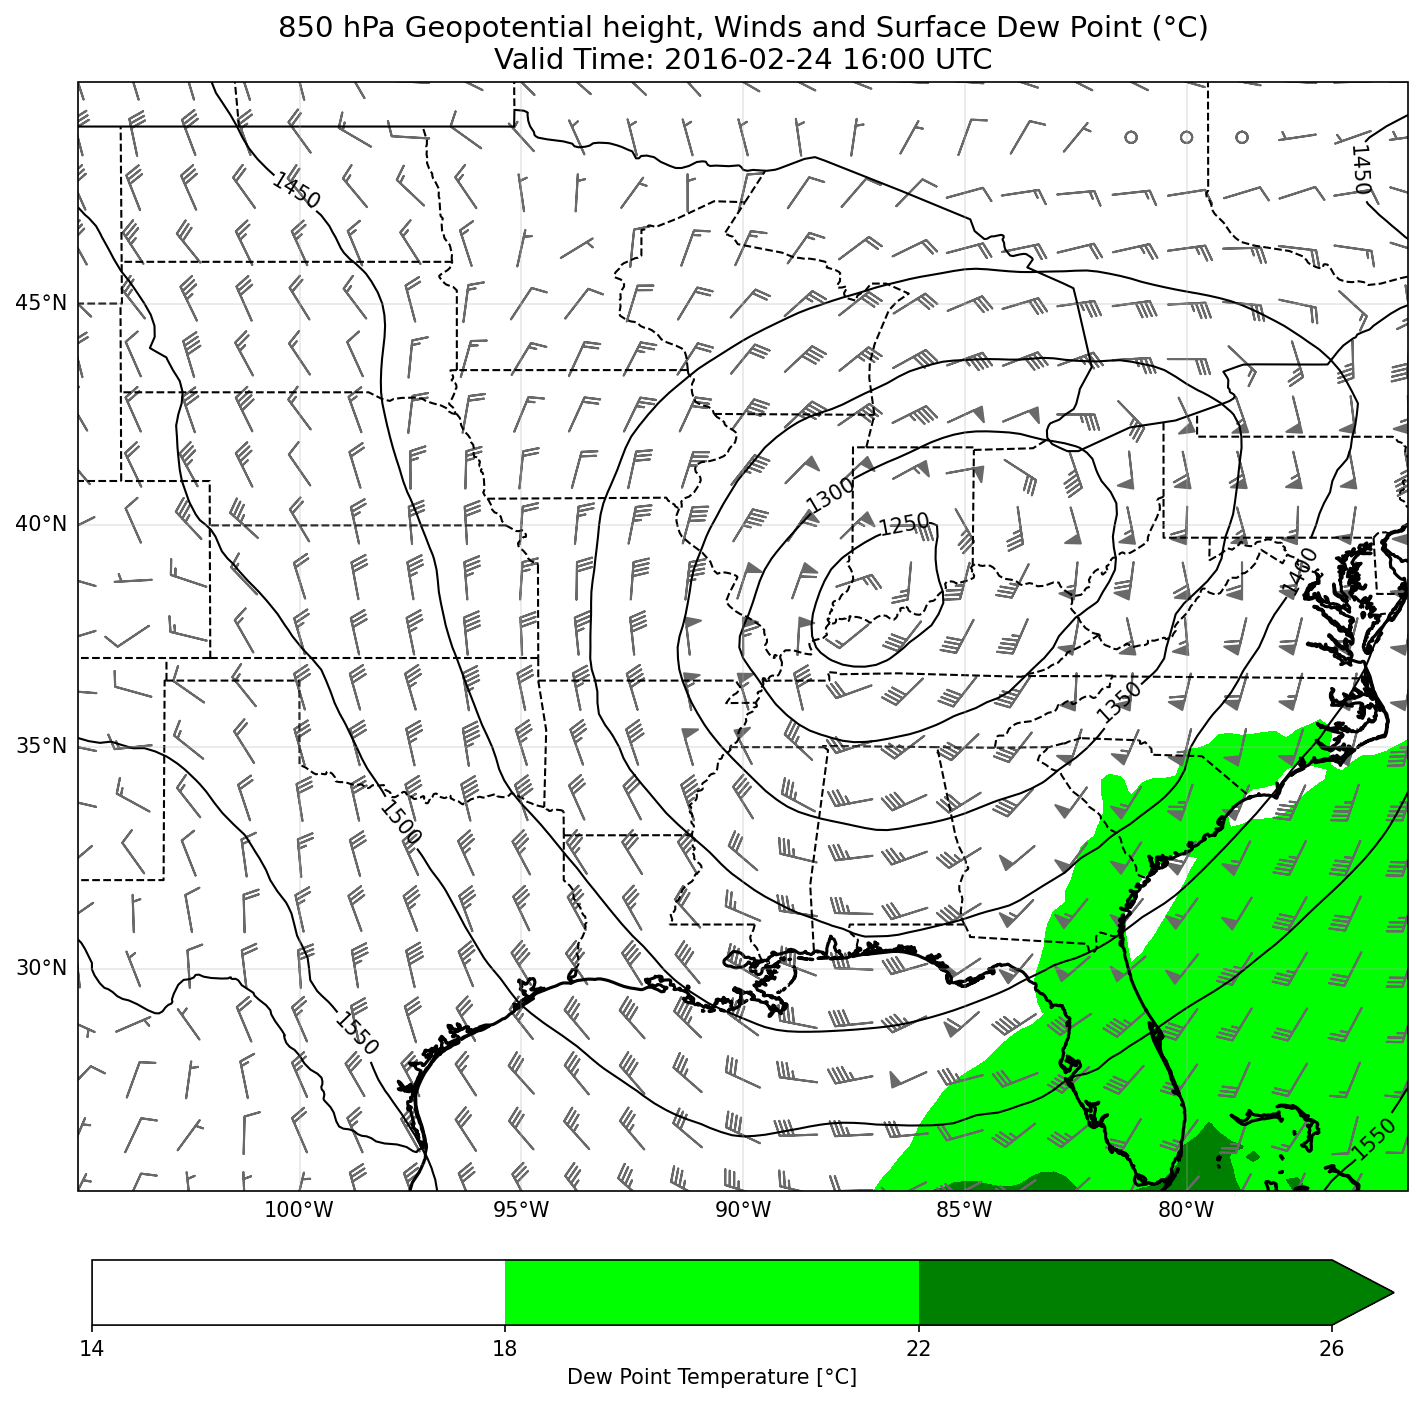 850 hPa Geopotential height, Winds and Surface Dew Point (°C)
Valid Time: 2016-02-24 16:00 UTC
1450
1450
45°N
1300
1250
40°N
1400
1350
35°N
1500
30°N
1550
1550
100°W 95°W 90°W 85°W 80°W
14 18 22 26
Dew Point Temperature [°C]